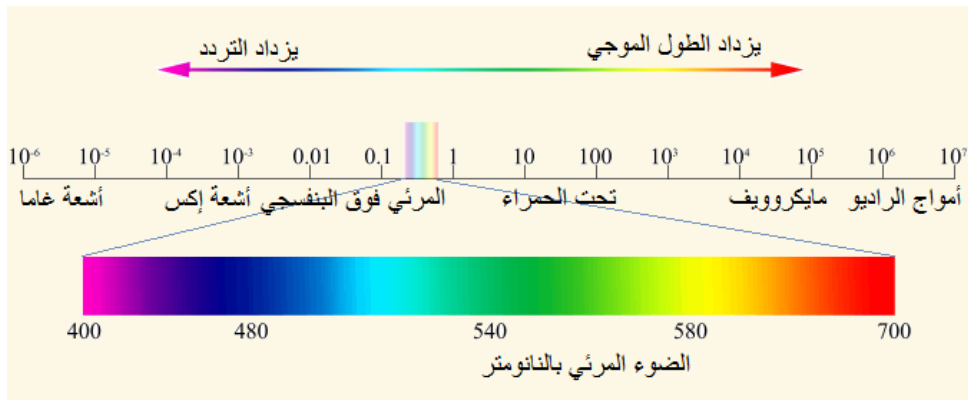 يزداد التردد يزداد الطول الموجي
10⁻⁶ 10⁻⁵ 10⁻⁴ 10⁻³ 0.01 0.1 1 10 100 10³ 10⁴ 10⁵ 10⁶ 10⁷
أشعة غاما أشعة إكس فوق البنفسجي المرئي تحت الحمراء مايكروويف أمواج الراديو
400 480 540 580 700
الضوء المرئي بالنانومتر